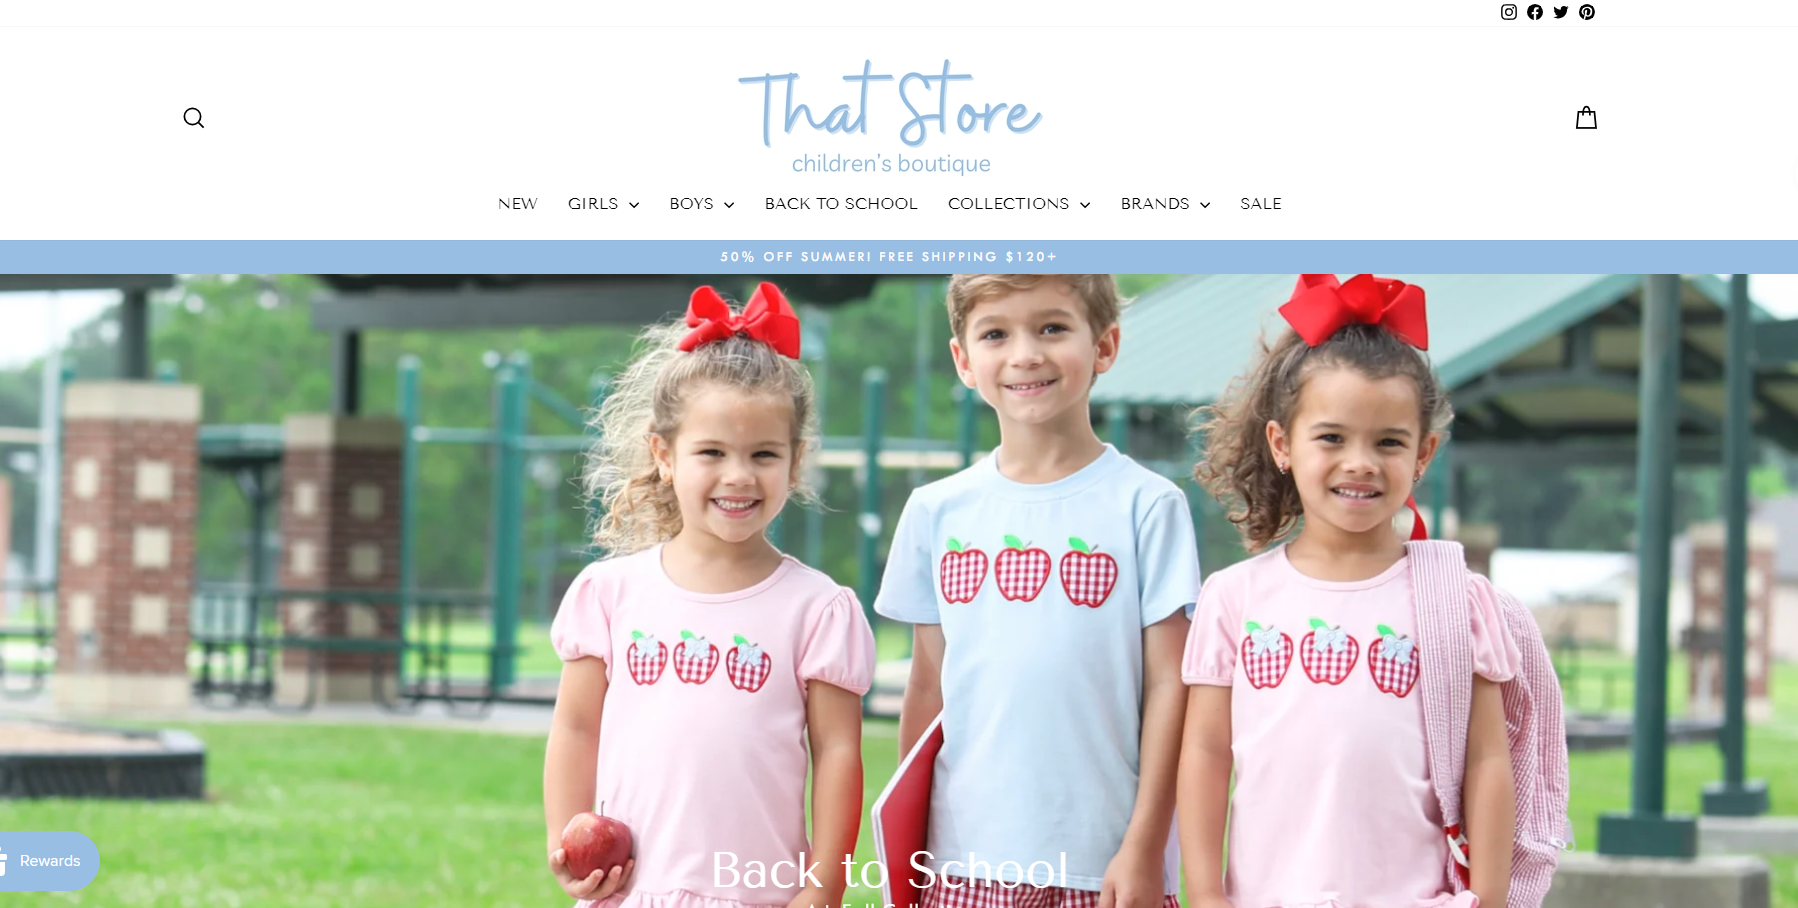 That Store
children's boutique
NEW GIRLS BOYS BACK TO SCHOOL COLLECTIONS BRANDS SALE
50% OFF SUMMER! FREE SHIPPING $120+
Rewards
Back to School